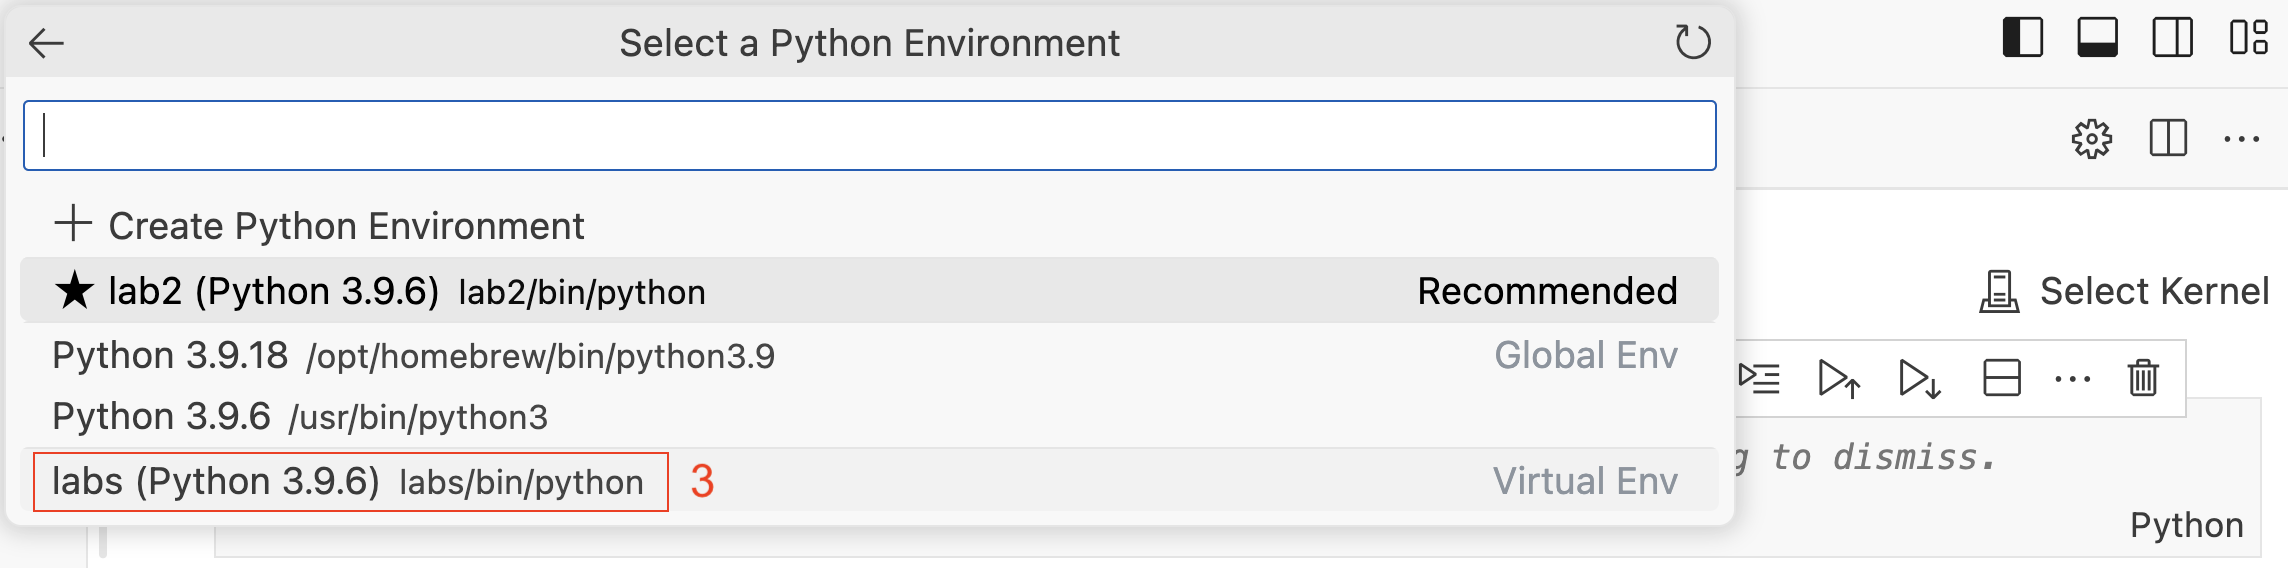 Select a Python Environment
Create Python Environment
lab2 (Python 3.9.6) lab2/bin/python Recommended
Python 3.9.18 /opt/homebrew/bin/python3.9 Global Env
Python 3.9.6 /usr/bin/python3
labs (Python 3.9.6) labs/bin/python 3 Virtual Env
Select Kernel
to dismiss.
Python